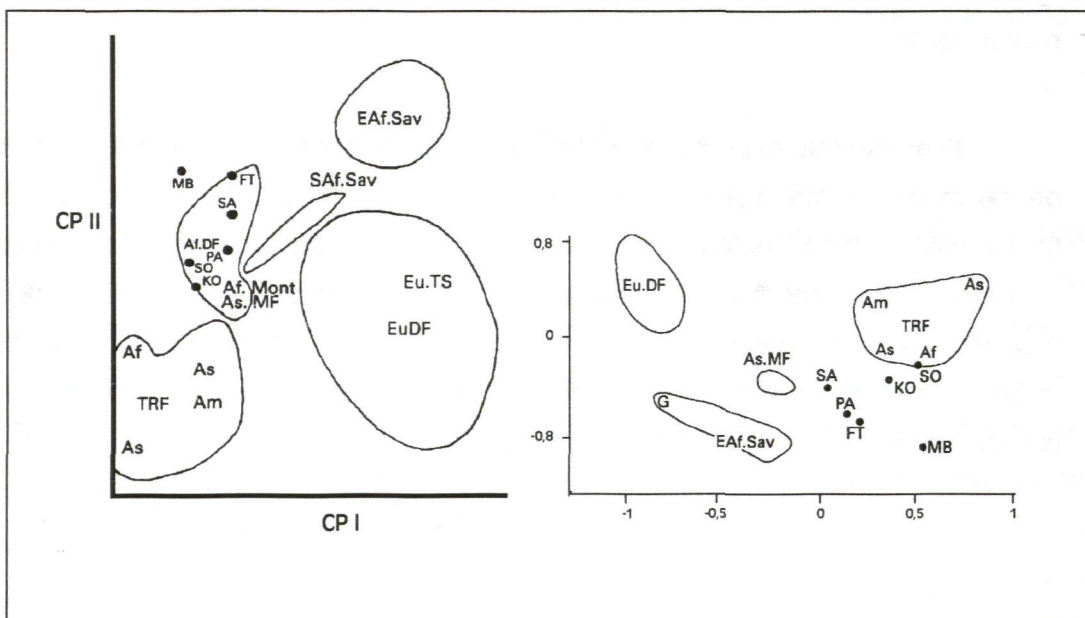 EAf.Sav
SAf.Sav
MB
FT
SA
CP II
Af.DF
PA
SO
KO
Af. Mont
As. MF
Eu.TS
EuDF
Af
As
TRF
Am
As
CP I
0,8
0
-0,8
Eu.DF
As
Am
TRF
As
Af
As.MF
SA
SO
KO
G
PA
FT
EAf.Sav
MB
-1
-0,5
0
0,5
1